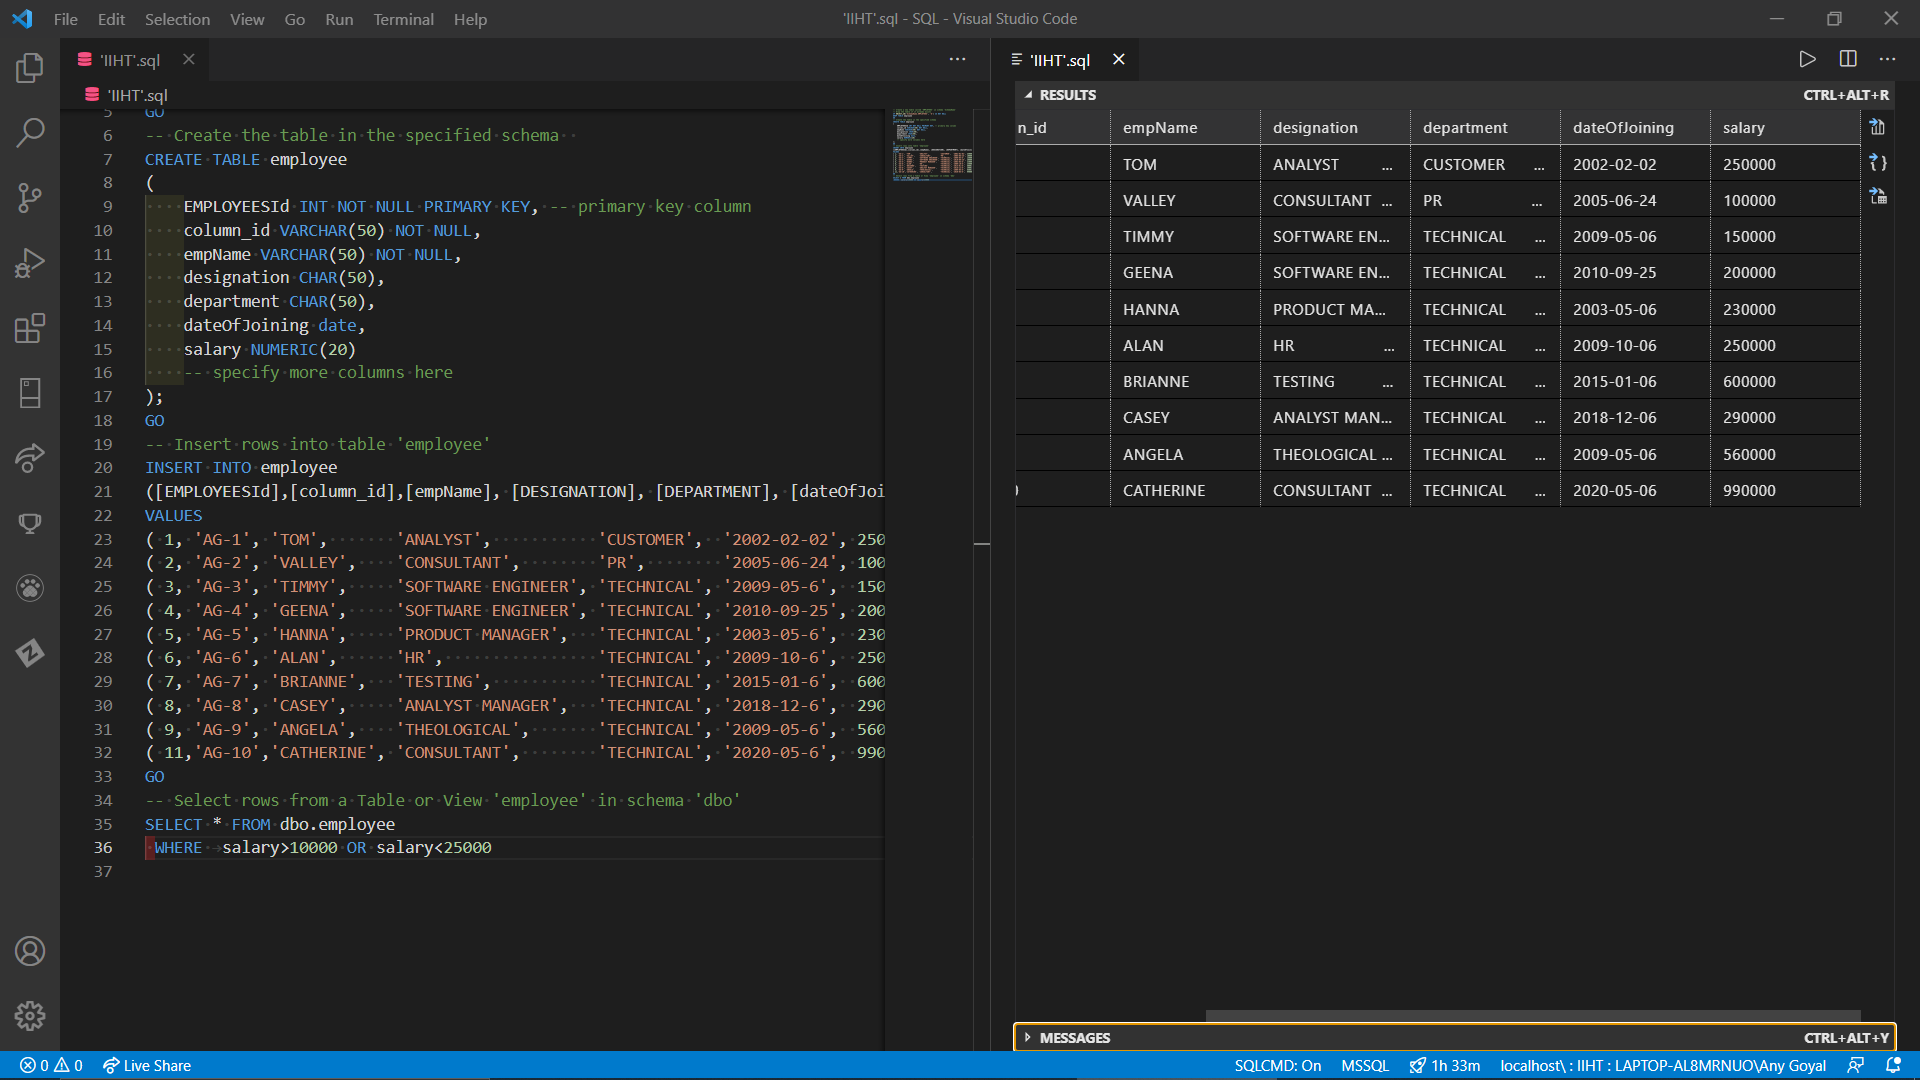 File Edit Selection View Go Run Terminal Help
'IIHT'.sql - SQL - Visual Studio Code
'IIHT'.sql
'IIHT'.sql
5 GO
6 -- Create the table in the specified schema
7 CREATE TABLE employee
8 (
9 EMPLOYEESId INT NOT NULL PRIMARY KEY, -- primary key column
10 column_id VARCHAR(50) NOT NULL,
11 empName VARCHAR(50) NOT NULL,
12 designation CHAR(50),
13 department CHAR(50),
14 dateOfJoining date,
15 salary NUMERIC(20)
16 -- specify more columns here
17 );
18 GO
19 -- Insert rows into table 'employee'
20 INSERT INTO employee
21 ([EMPLOYEESId],[column_id],[empName], [DESIGNATION], [DEPARTMENT], [dateOfJoi
22 VALUES
23 ( 1, 'AG-1', 'TOM', 'ANALYST', 'CUSTOMER', '2002-02-02', 250
24 ( 2, 'AG-2', 'VALLEY', 'CONSULTANT', 'PR', '2005-06-24', 100
25 ( 3, 'AG-3', 'TIMMY', 'SOFTWARE ENGINEER', 'TECHNICAL', '2009-05-6', 150
26 ( 4, 'AG-4', 'GEENA', 'SOFTWARE ENGINEER', 'TECHNICAL', '2010-09-25', 200
27 ( 5, 'AG-5', 'HANNA', 'PRODUCT MANAGER', 'TECHNICAL', '2003-05-6', 230
28 ( 6, 'AG-6', 'ALAN', 'HR', 'TECHNICAL', '2009-10-6', 250
29 ( 7, 'AG-7', 'BRIANNE', 'TESTING', 'TECHNICAL', '2015-01-6', 600
30 ( 8, 'AG-8', 'CASEY', 'ANALYST MANAGER', 'TECHNICAL', '2018-12-6', 290
31 ( 9, 'AG-9', 'ANGELA', 'THEOLOGICAL', 'TECHNICAL', '2009-05-6', 560
32 ( 11,'AG-10','CATHERINE', 'CONSULTANT', 'TECHNICAL', '2020-05-6', 990
33 GO
34 -- Select rows from a Table or View 'employee' in schema 'dbo'
35 SELECT * FROM dbo.employee
36 WHERE salary>10000 OR salary<25000
37
'IIHT'.sql
RESULTS CTRL+ALT+R
n_id empName designation department dateOfJoining salary
TOM ANALYST ... CUSTOMER ... 2002-02-02 250000
VALLEY CONSULTANT ... PR ... 2005-06-24 100000
TIMMY SOFTWARE EN... TECHNICAL ... 2009-05-06 150000
GEENA SOFTWARE EN... TECHNICAL ... 2010-09-25 200000
HANNA PRODUCT MA... TECHNICAL ... 2003-05-06 230000
ALAN HR ... TECHNICAL ... 2009-10-06 250000
BRIANNE TESTING ... TECHNICAL ... 2015-01-06 600000
CASEY ANALYST MAN... TECHNICAL ... 2018-12-06 290000
ANGELA THEOLOGICAL ... TECHNICAL ... 2009-05-06 560000
CATHERINE CONSULTANT ... TECHNICAL ... 2020-05-06 990000
MESSAGES CTRL+ALT+Y
0 0 Live Share SQLCMD: On MSSQL 1h 33m localhost\ : IIHT : LAPTOP-AL8MRNUO\Any Goyal